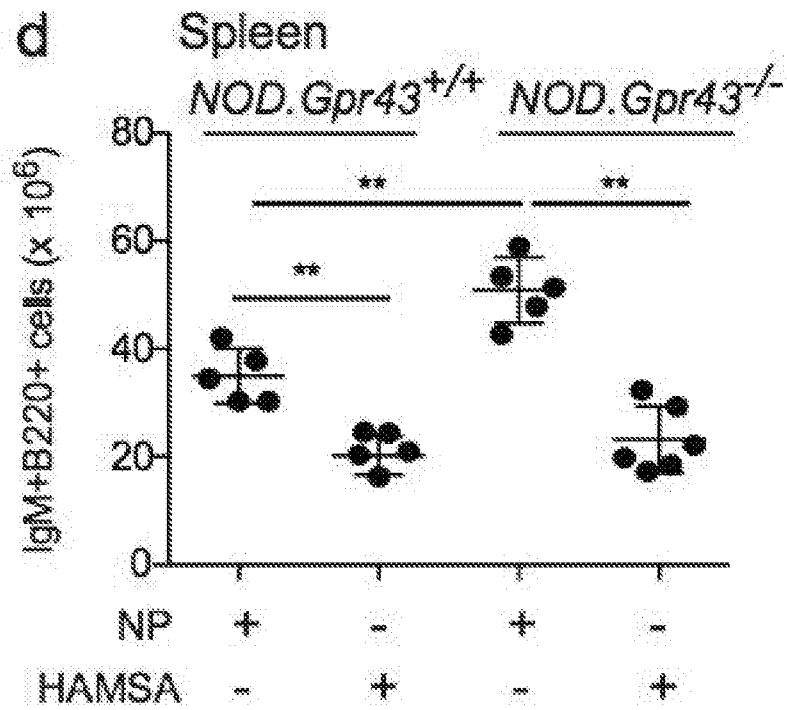 d Spleen
NOD.Gpr43+/+ NOD.Gpr43-/-
IgM+B220+ cells (x 10⁶)
80
60
40
20
0
** **
**
NP + - + -
HAMSA - + - +